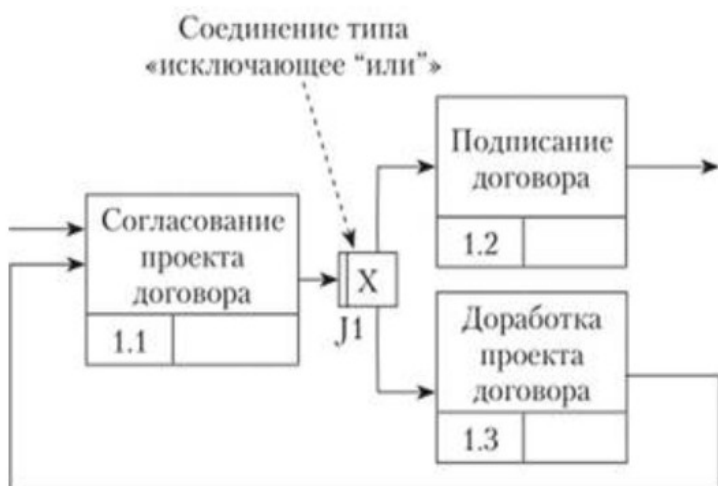 Соединение типа
«исключающее “или”»
Согласование
проекта
договора
1.1
X
J1
Подписание
договора
1.2
Доработка
проекта
договора
1.3